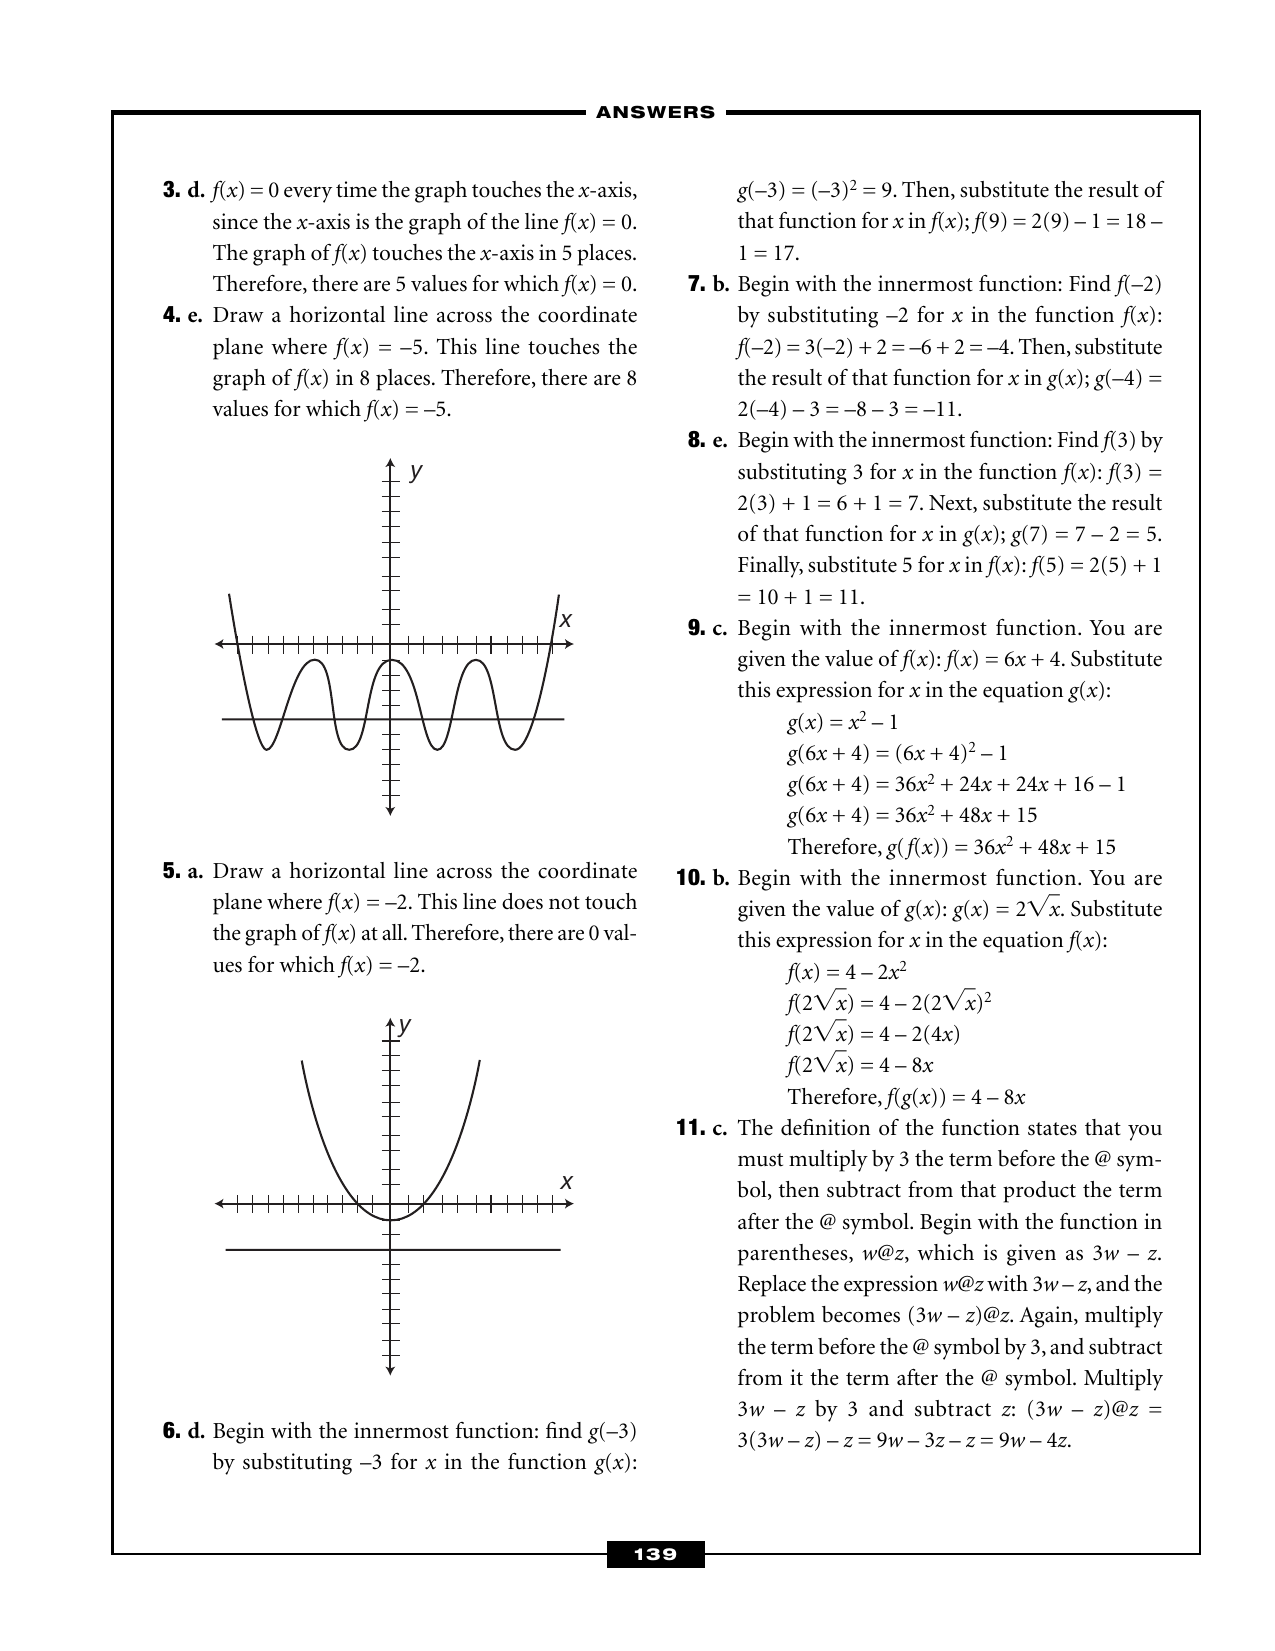 ANSWERS
3. d. f(x) = 0 every time the graph touches the x-axis,
since the x-axis is the graph of the line f(x) = 0.
The graph of f(x) touches the x-axis in 5 places.
Therefore, there are 5 values for which f(x) = 0.
4. e. Draw a horizontal line across the coordinate
plane where f(x) = –5. This line touches the
graph of f(x) in 8 places. Therefore, there are 8
values for which f(x) = –5.
y
x
5. a. Draw a horizontal line across the coordinate
plane where f(x) = –2. This line does not touch
the graph of f(x) at all. Therefore, there are 0 val-
ues for which f(x) = –2.
y
x
6. d. Begin with the innermost function: find g(–3)
by substituting –3 for x in the function g(x):
g(–3) = (–3)² = 9. Then, substitute the result of
that function for x in f(x); f(9) = 2(9) – 1 = 18 –
1 = 17.
7. b. Begin with the innermost function: Find f(–2)
by substituting –2 for x in the function f(x):
f(–2) = 3(–2) + 2 = –6 + 2 = –4. Then, substitute
the result of that function for x in g(x); g(–4) =
2(–4) – 3 = –8 – 3 = –11.
8. e. Begin with the innermost function: Find f(3) by
substituting 3 for x in the function f(x): f(3) =
2(3) + 1 = 6 + 1 = 7. Next, substitute the result
of that function for x in g(x); g(7) = 7 – 2 = 5.
Finally, substitute 5 for x in f(x): f(5) = 2(5) + 1
= 10 + 1 = 11.
9. c. Begin with the innermost function. You are
given the value of f(x): f(x) = 6x + 4. Substitute
this expression for x in the equation g(x):
g(x) = x² – 1
g(6x + 4) = (6x + 4)² – 1
g(6x + 4) = 36x² + 24x + 24x + 16 – 1
g(6x + 4) = 36x² + 48x + 15
Therefore, g(f(x)) = 36x² + 48x + 15
10. b. Begin with the innermost function. You are
given the value of g(x): g(x) = 2√x. Substitute
this expression for x in the equation f(x):
f(x) = 4 – 2x²
f(2√x) = 4 – 2(2√x)²
f(2√x) = 4 – 2(4x)
f(2√x) = 4 – 8x
Therefore, f(g(x)) = 4 – 8x
11. c. The definition of the function states that you
must multiply by 3 the term before the @ sym-
bol, then subtract from that product the term
after the @ symbol. Begin with the function in
parentheses, w@z, which is given as 3w – z.
Replace the expression w@z with 3w – z, and the
problem becomes (3w – z)@z. Again, multiply
the term before the @ symbol by 3, and subtract
from it the term after the @ symbol. Multiply
3w – z by 3 and subtract z: (3w – z)@z =
3(3w – z) – z = 9w – 3z – z = 9w – 4z.
139